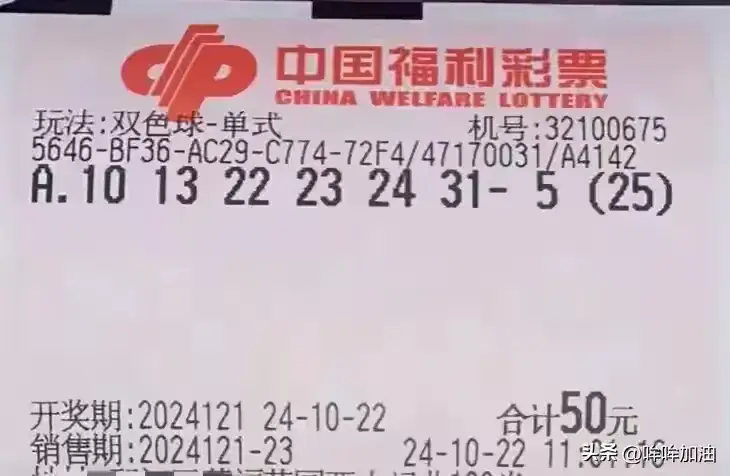 中国福利彩票
CHINA WELFARE LOTTERY
玩法:双色球-单式 机号:32100675
5646-BF36-AC29-C774-72F4/47170031/A4142
A.10 13 22 23 24 31- 5 (25)
开奖期:2024121 24-10-22 合计50元
销售期:2024121-23 24-10-22
头条 @哞哞加油